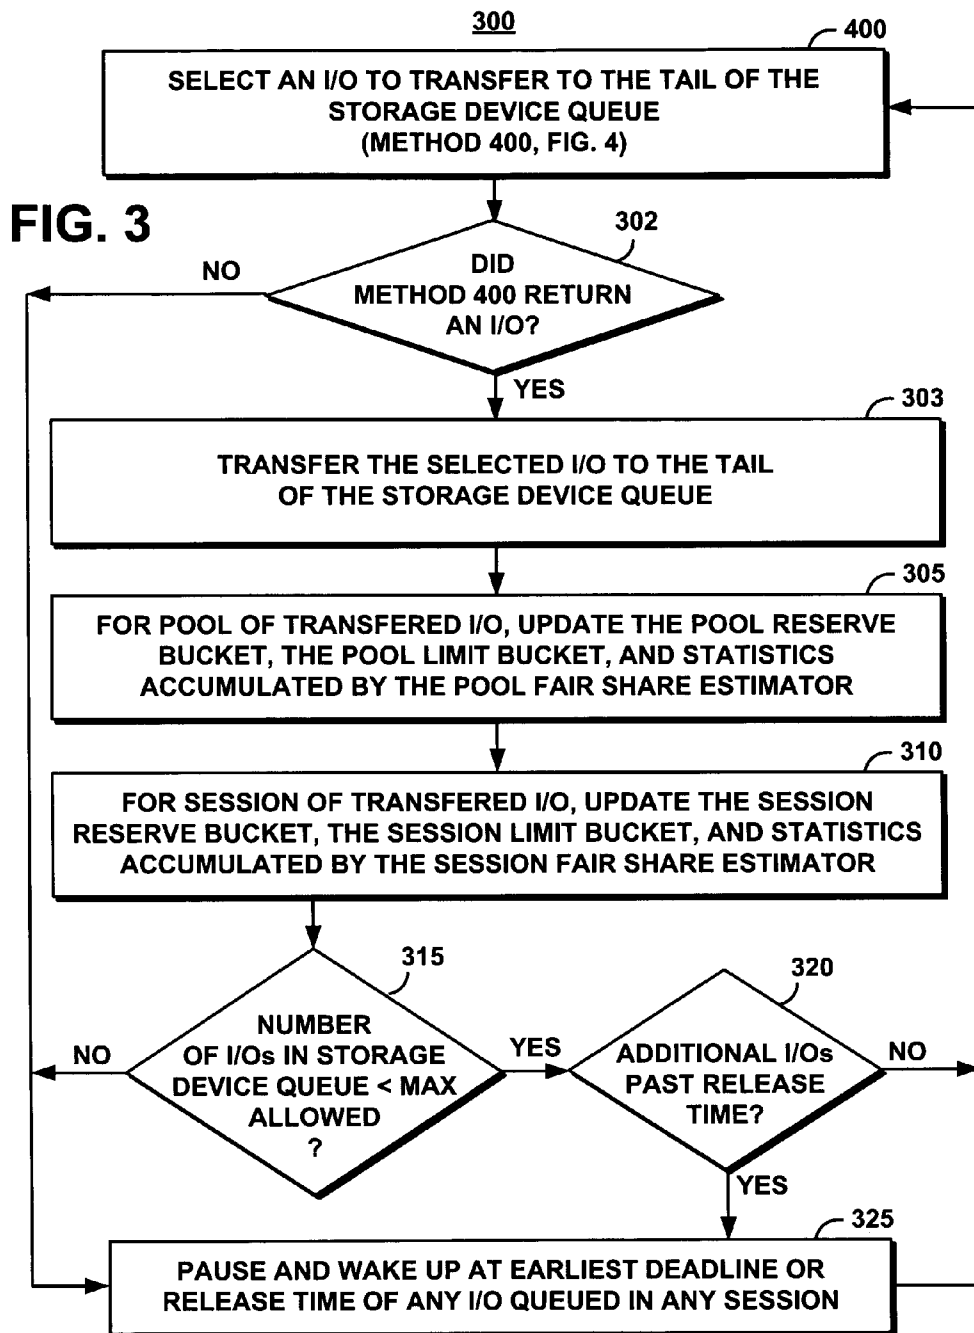 300
400
SELECT AN I/O TO TRANSFER TO THE TAIL OF THE
STORAGE DEVICE QUEUE
(METHOD 400, FIG. 4)
FIG. 3
302
NO
DID
METHOD 400 RETURN
AN I/O?
YES
303
TRANSFER THE SELECTED I/O TO THE TAIL
OF THE STORAGE DEVICE QUEUE
305
FOR POOL OF TRANSFERED I/O, UPDATE THE POOL RESERVE
BUCKET, THE POOL LIMIT BUCKET, AND STATISTICS
ACCUMULATED BY THE POOL FAIR SHARE ESTIMATOR
310
FOR SESSION OF TRANSFERED I/O, UPDATE THE SESSION
RESERVE BUCKET, THE SESSION LIMIT BUCKET, AND STATISTICS
ACCUMULATED BY THE SESSION FAIR SHARE ESTIMATOR
315
NUMBER
OF I/Os IN STORAGE
DEVICE QUEUE < MAX
ALLOWED
?
NO
YES
320
ADDITIONAL I/Os
PAST RELEASE
TIME?
NO
YES
325
PAUSE AND WAKE UP AT EARLIEST DEADLINE OR
RELEASE TIME OF ANY I/O QUEUED IN ANY SESSION